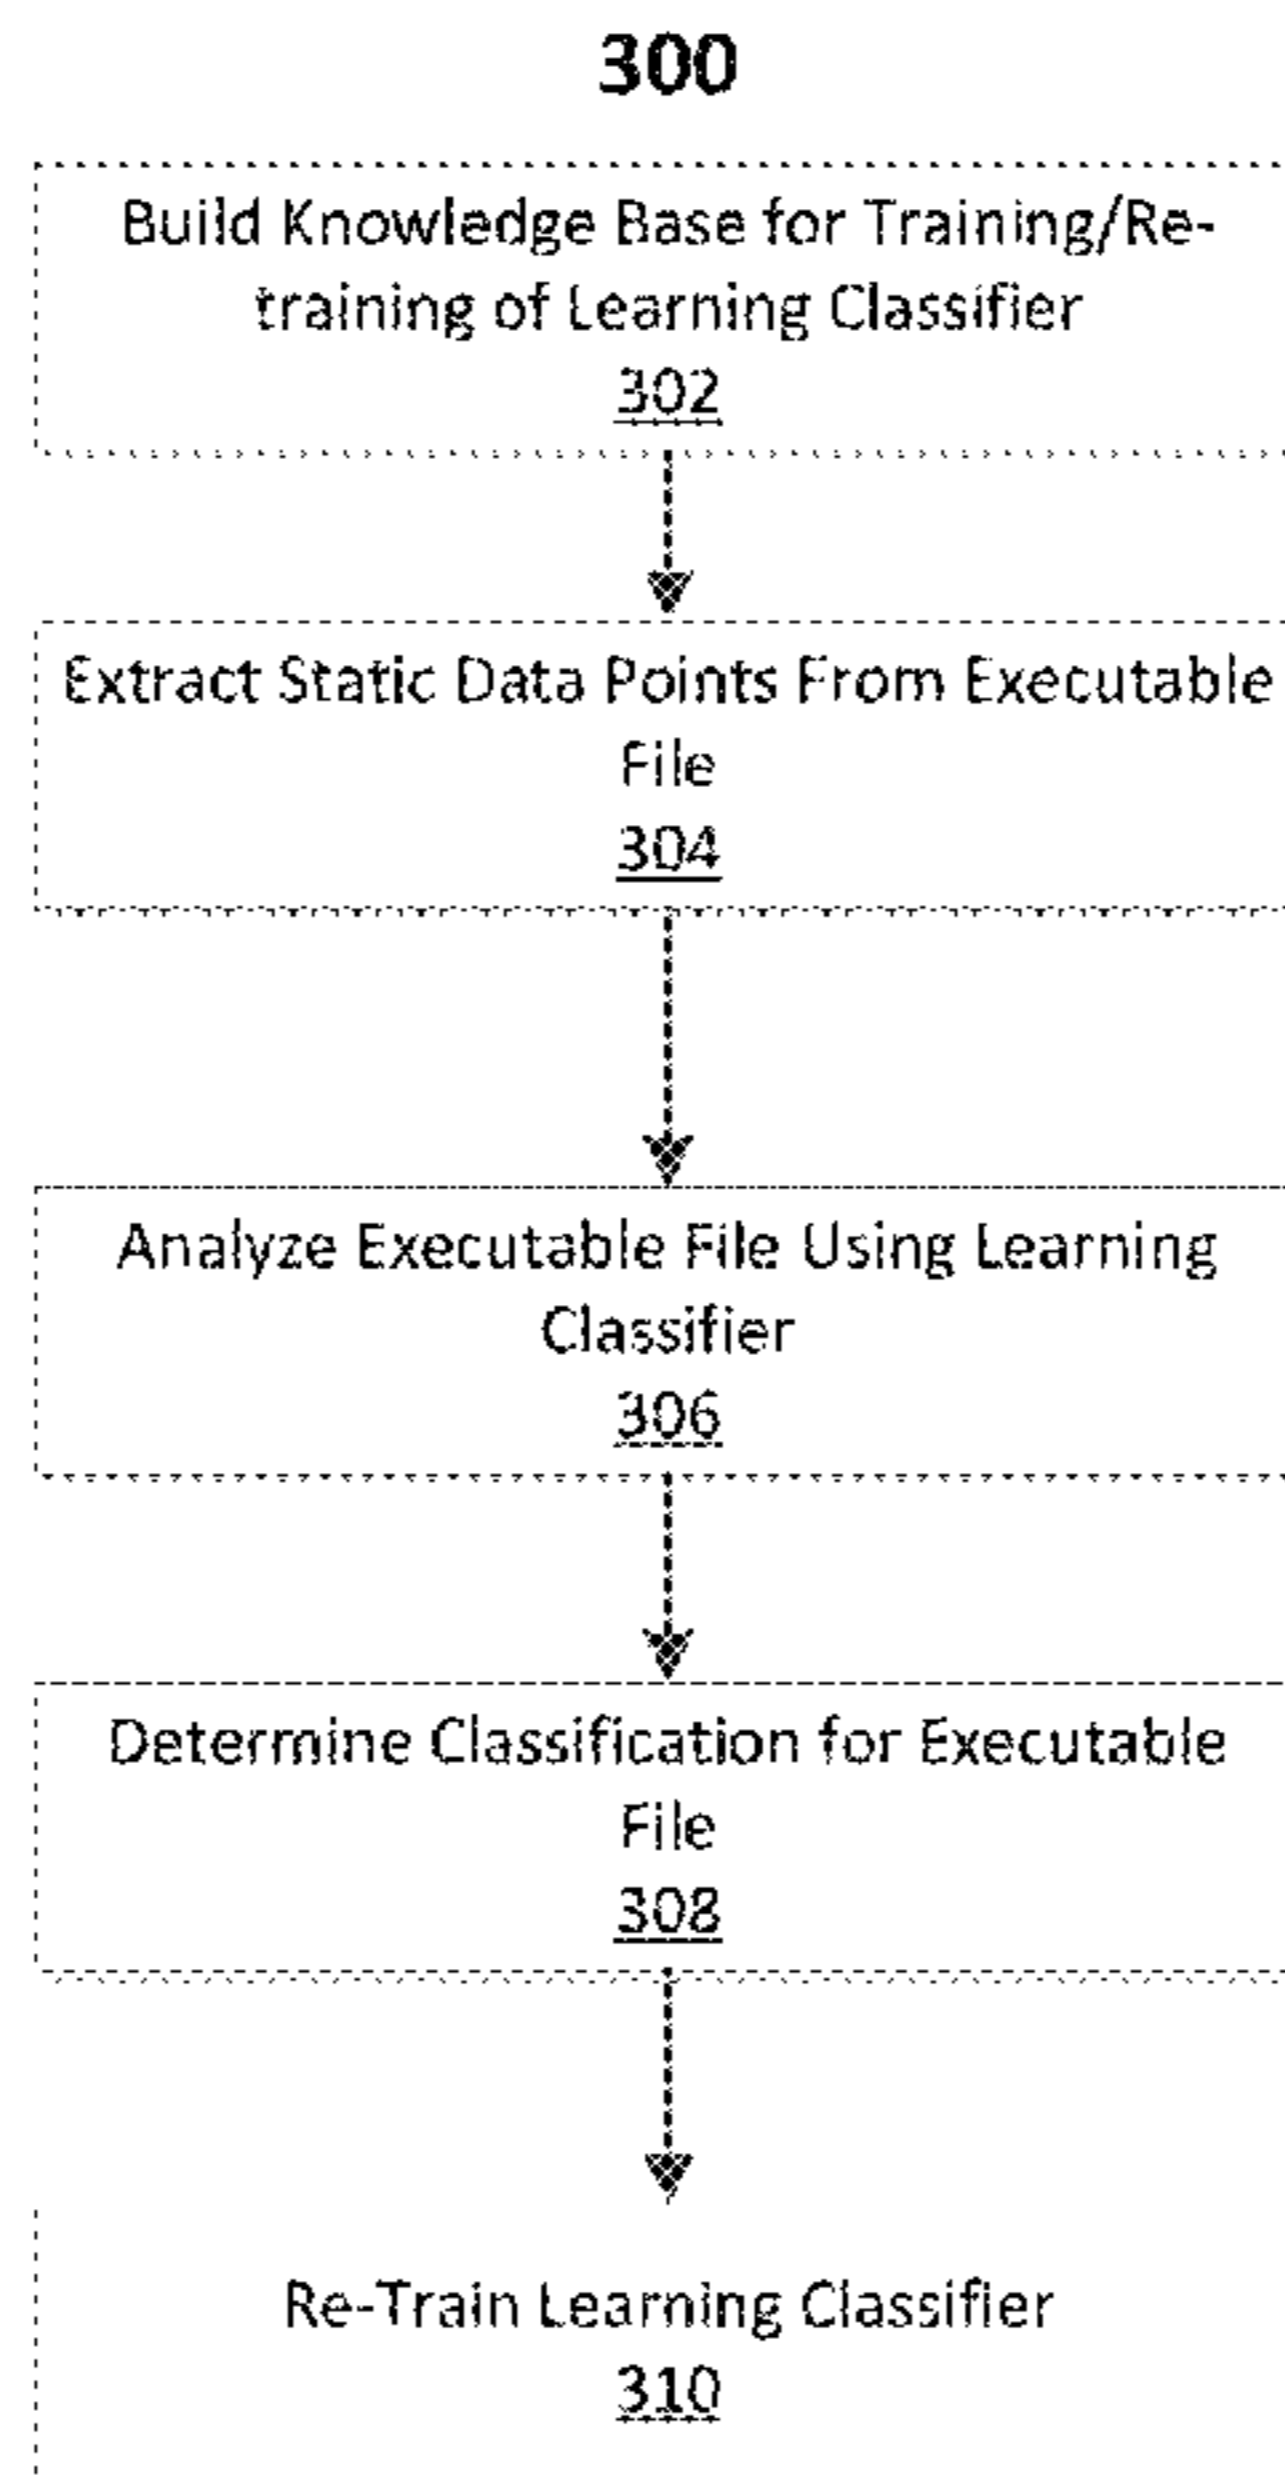 300
Build Knowledge Base for Training/Re-
training of Learning Classifier
302
Extract Static Data Points From Executable
File
304
Analyze Executable File Using Learning
Classifier
306
Determine Classification for Executable
File
308
Re-Train Learning Classifier
310